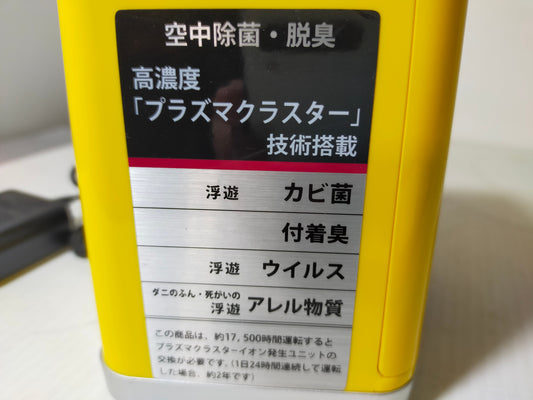 空中除菌・脱臭
高濃度
「プラズマクラスター」
技術搭載
浮遊 カビ菌
付着臭
浮遊 ウイルス
ダニのふん・死がいの
浮遊 アレル物質
この商品は、約17,500時間運転すると
プラズマクラスターイオン発生ユニットの
交換が必要です。(1日24時間連続して運転
した場合、約2年です)